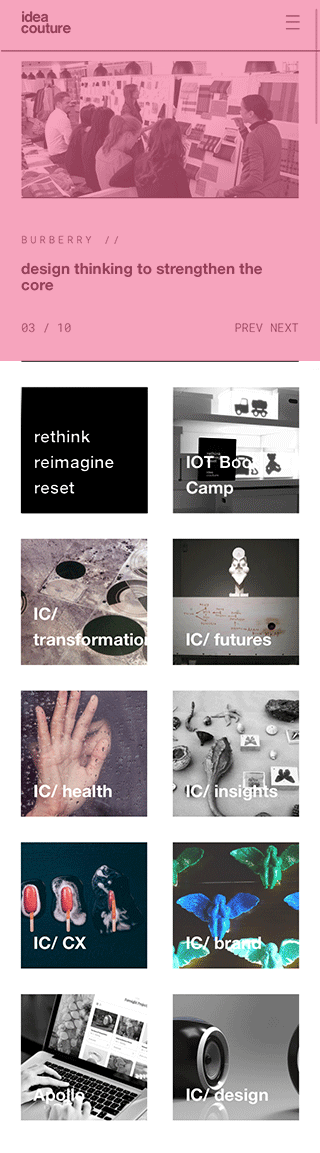 idea
couture
BURBERRY //
design thinking to strengthen the
core
03 / 10
PREV NEXT
rethink
reimagine
reset
IOT Boot
Camp
IC/
transformation
IC/ futures
IC/ health
IC/ insights
IC/ CX
IC/ brand
Apollo
IC/ design